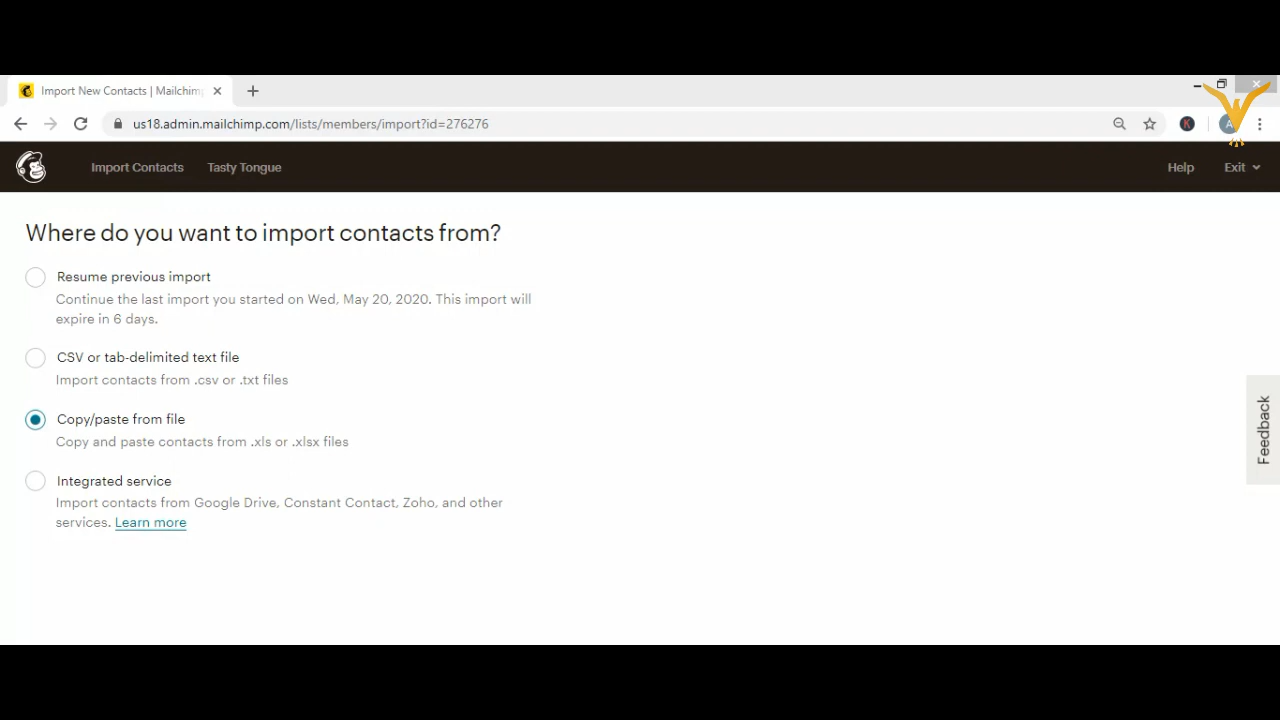 Import New Contacts | Mailchimp
us18.admin.mailchimp.com/lists/members/import?id=276276
K
A
Import Contacts
Tasty Tongue
Help
Exit
Where do you want to import contacts from?
Resume previous import
Continue the last import you started on Wed, May 20, 2020. This import will
expire in 6 days.
CSV or tab-delimited text file
Import contacts from .csv or .txt files
Copy/paste from file
Copy and paste contacts from .xls or .xlsx files
Integrated service
Import contacts from Google Drive, Constant Contact, Zoho, and other
services. Learn more
Feedback